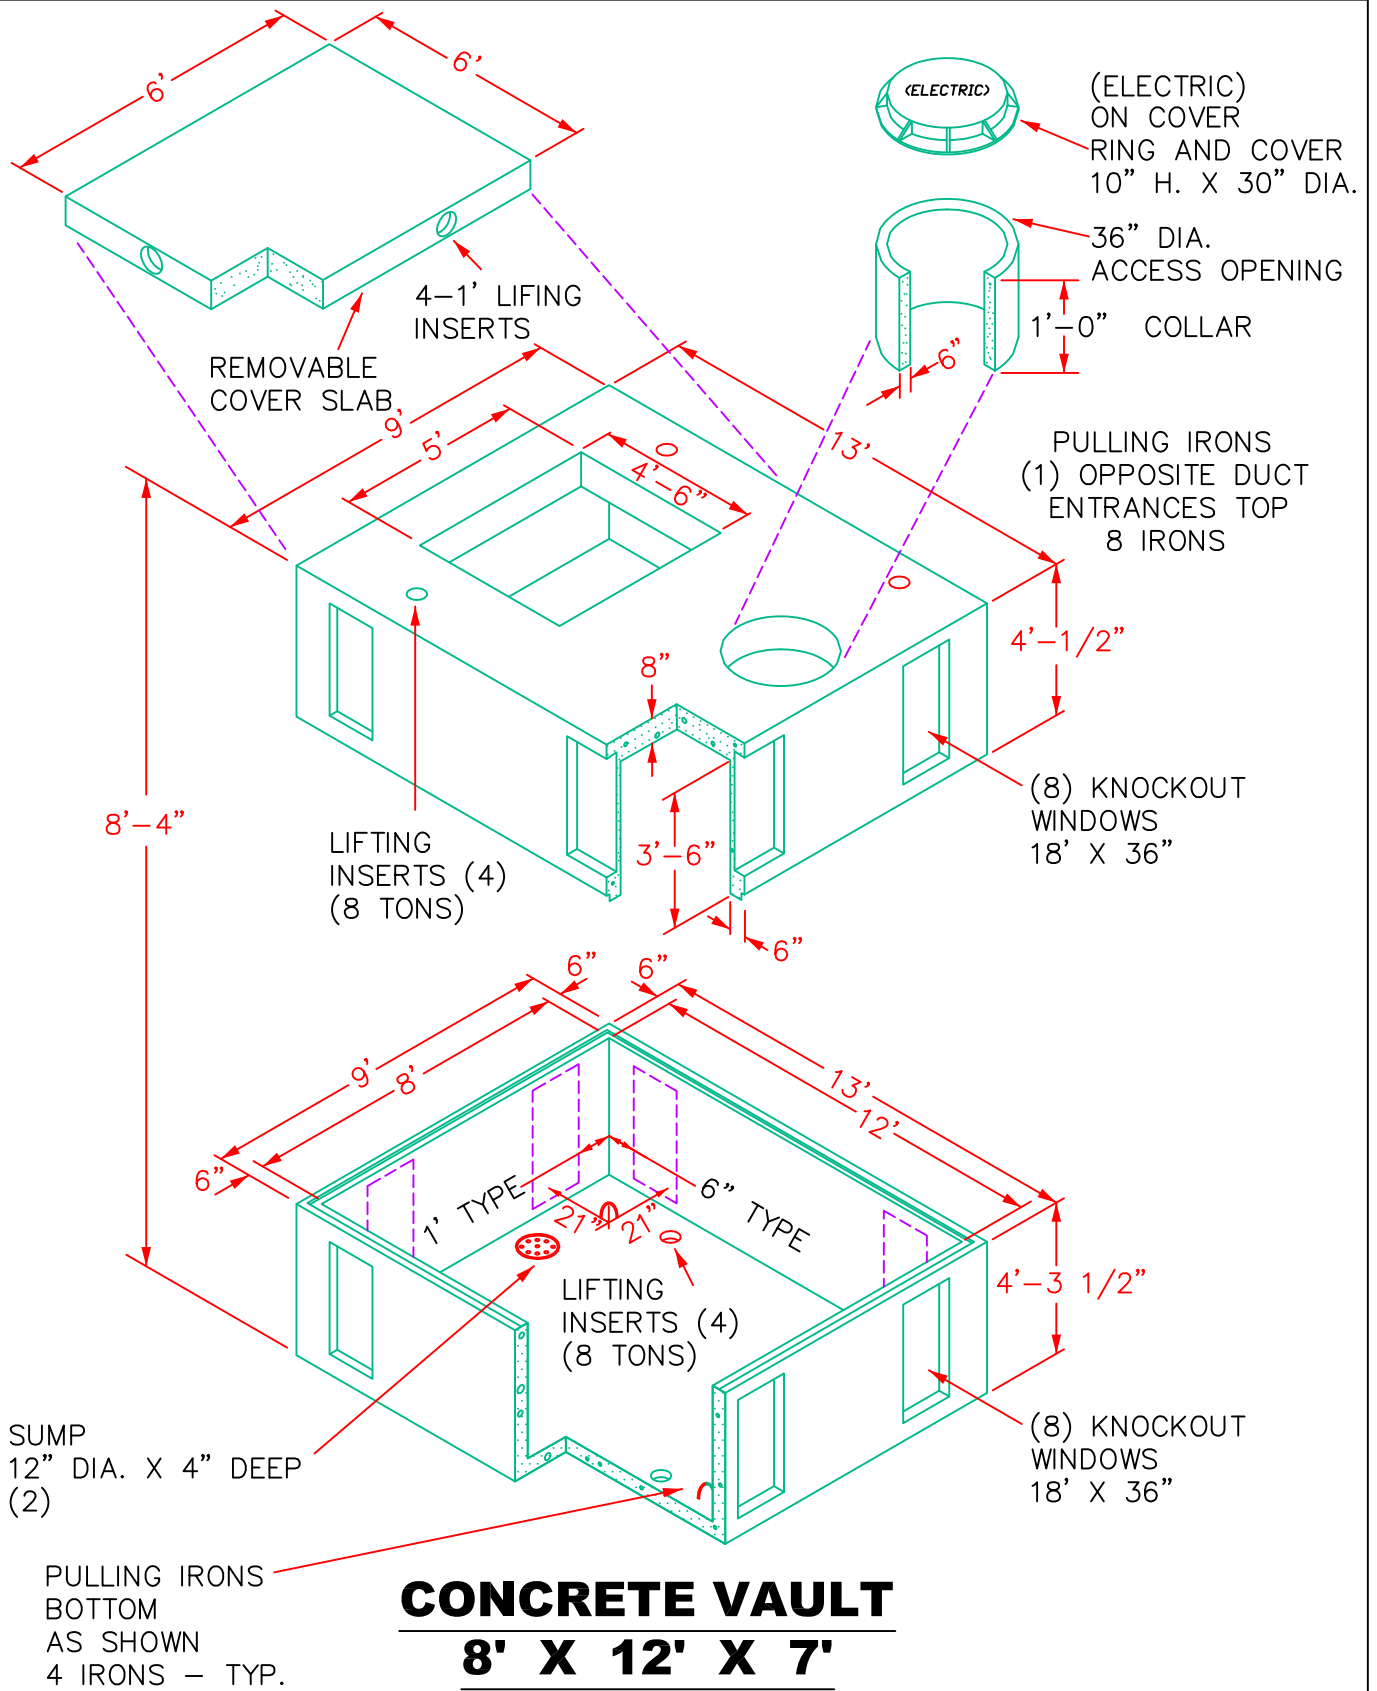 6'
6'
(ELECTRIC)
(ELECTRIC)
ON COVER
RING AND COVER
10” H. X 30” DIA.
36” DIA.
ACCESS OPENING
1'-0” COLLAR
6”
4-1' LIFING
INSERTS
REMOVABLE
COVER SLAB
9'
5'
4'-6”
13'
PULLING IRONS
(1) OPPOSITE DUCT
ENTRANCES TOP
8 IRONS
4'-1/2”
8”
8'-4”
3'-6”
6”
LIFTING
INSERTS (4)
(8 TONS)
(8) KNOCKOUT
WINDOWS
18' X 36”
6”
6”
9'
8'
13'
12'
6”
1' TYPE
6” TYPE
21”
21”
LIFTING
INSERTS (4)
(8 TONS)
4'-3 1/2”
SUMP
12” DIA. X 4” DEEP
(2)
(8) KNOCKOUT
WINDOWS
18' X 36”
PULLING IRONS
BOTTOM
AS SHOWN
4 IRONS – TYP.
CONCRETE VAULT
8' X 12' X 7'